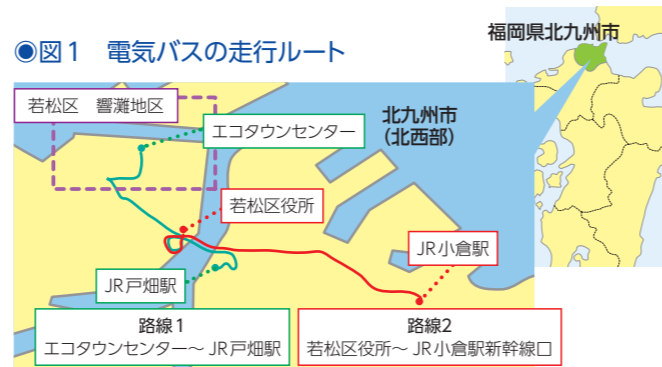 ◉図1 電気バスの走行ルート
福岡県北九州市
若松区 響灘地区
エコタウンセンター
北九州市
(北西部)
若松区役所
JR小倉駅
JR戸畑駅
路線1
エコタウンセンター〜JR戸畑駅
路線2
若松区役所〜JR小倉駅新幹線口